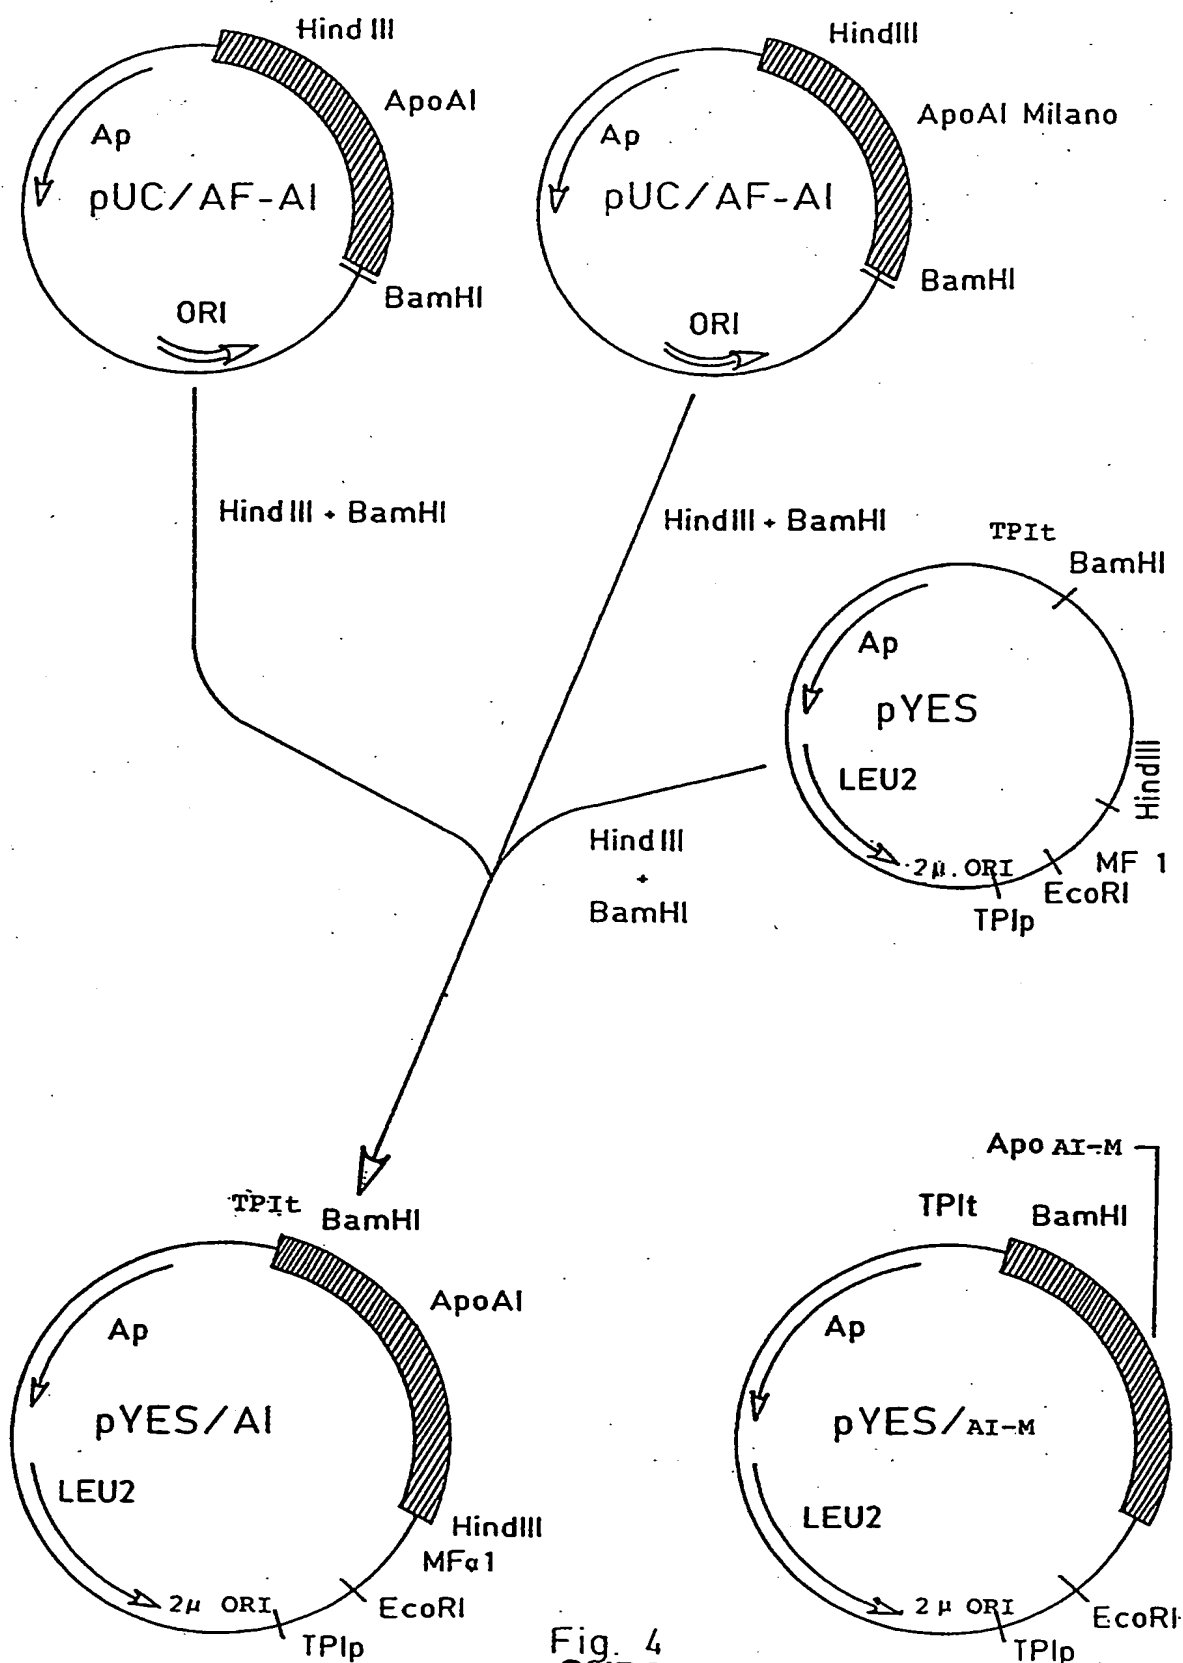 Hind III
ApoAI
Ap
pUC/AF-AI
ORI
BamHI
HindIII
ApoAI Milano
Ap
pUC/AF-AI
ORI
BamHI
Hind III + BamHI
HindIII + BamHI
TPIt
BamHI
Ap
pYES
LEU2
HindIII
2μ. ORI
MF 1
EcoRI
TPIp
Hind III
+
BamHI
TPIt
BamHI
ApoAI
Ap
pYES/AI
LEU2
HindIII
MFα1
2μ ORI
EcoRI
TPIp
Apo AI-M
TPIt
BamHI
Ap
pYES/AI-M
LEU2
2μ ORI
EcoRI
TPIp
Fig. 4